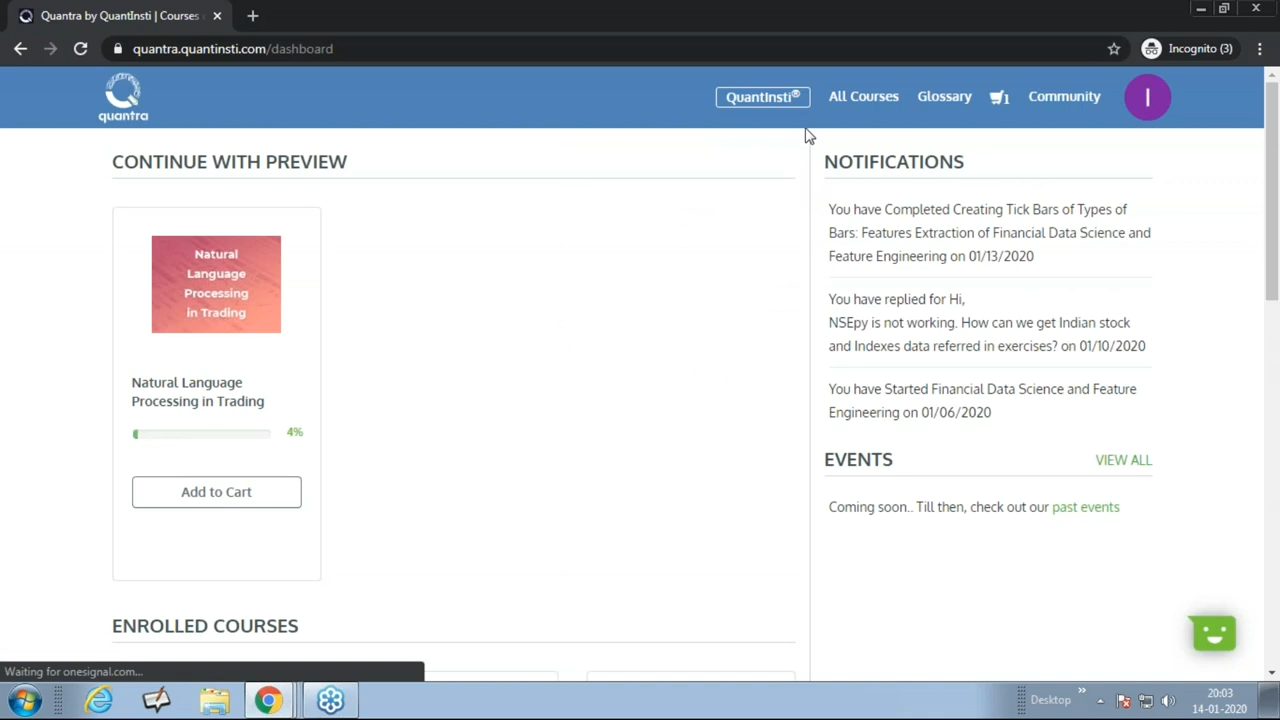 Quantra by QuantInsti | Courses
quantra.quantinsti.com/dashboard
Incognito (3)
quantra
QuantInsti®
All Courses
Glossary
1
Community
I
CONTINUE WITH PREVIEW
Natural
Language
Processing
in Trading
Natural Language
Processing in Trading
4%
Add to Cart
ENROLLED COURSES
NOTIFICATIONS
You have Completed Creating Tick Bars of Types of
Bars: Features Extraction of Financial Data Science and
Feature Engineering on 01/13/2020
You have replied for Hi,
NSEpy is not working. How can we get Indian stock
and Indexes data referred in exercises? on 01/10/2020
You have Started Financial Data Science and Feature
Engineering on 01/06/2020
EVENTS
VIEW ALL
Coming soon.. Till then, check out our past events
Waiting for onesignal.com...
Desktop
20:03
14-01-2020